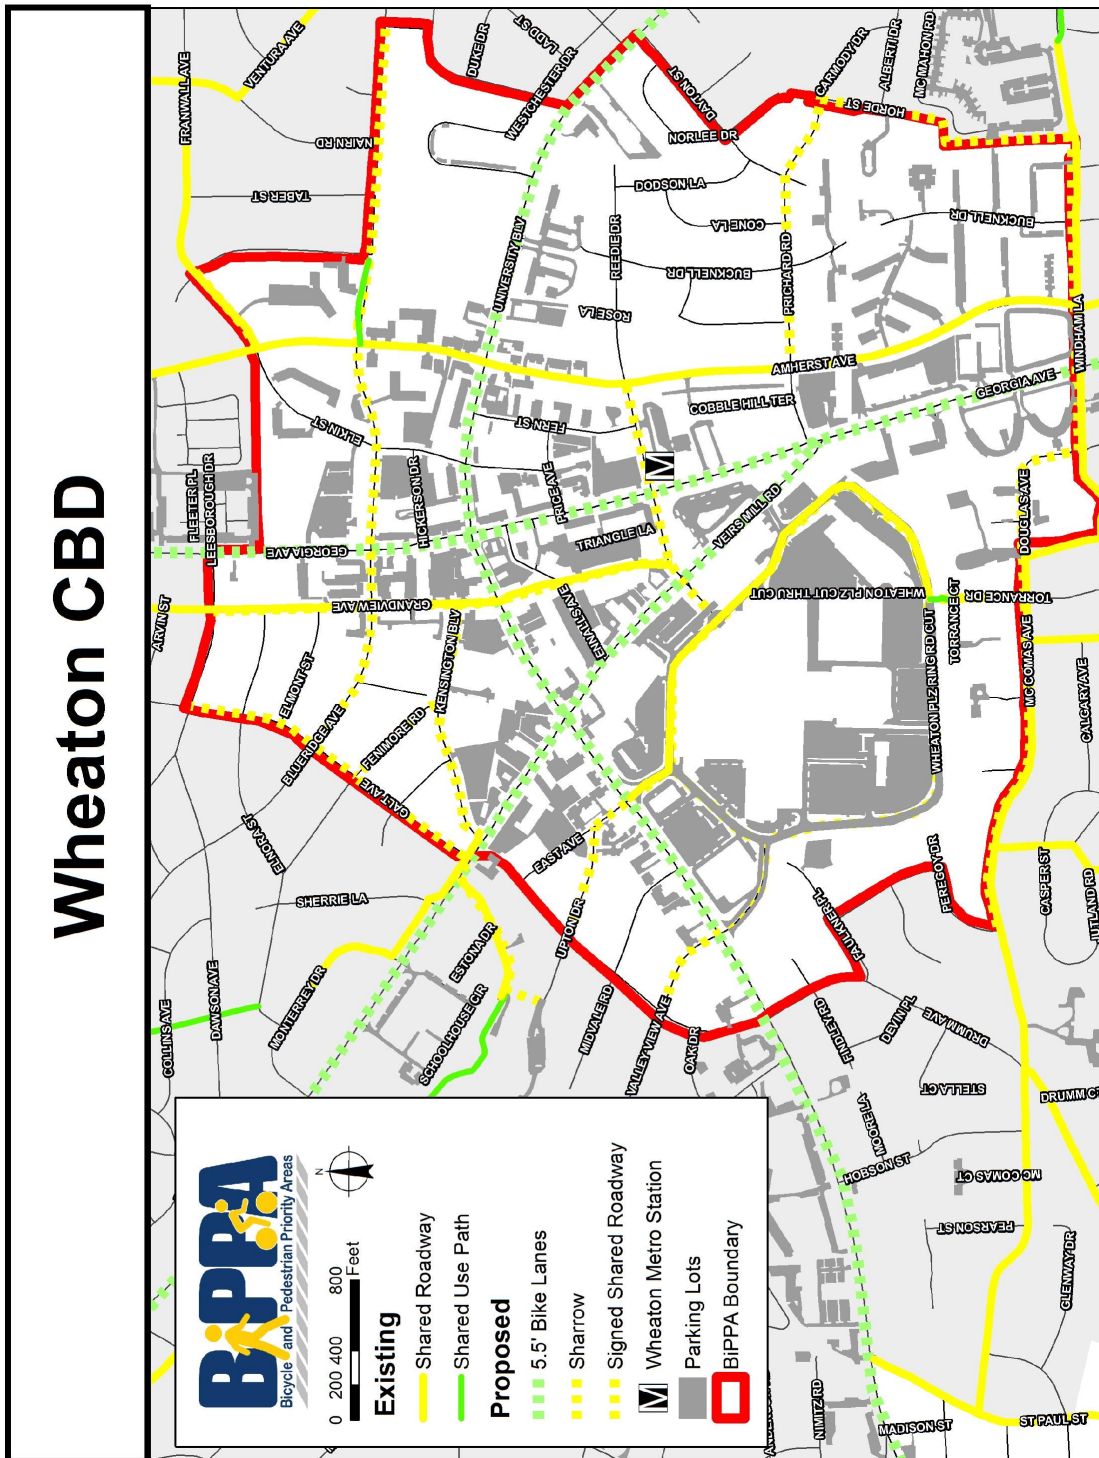 Wheaton CBD
BiPPA
Bicycle and Pedestrian Priority Areas
N
0 200 400 800
Feet
Existing
Shared Roadway
Shared Use Path
Proposed
5.5' Bike Lanes
Sharrow
Signed Shared Roadway
M Wheaton Metro Station
Parking Lots
BiPPA Boundary
FRANWALL AVE
VENTURA AVE
NAIRN RD
TABER ST
DUKE DR
LADD ST
WESTCHESTER DR
DAYTON ST
NORLEE DR
CARMODY DR
ALBERTI DR
MC MAHON RD
HORDE ST
DODSON LA
CONE LA
BUCKNELL DR
BUCKNELL DR
REEDIE DR
ROSE LA
PRICHARD RD
UNIVERSITY BLV
AMHERST AVE
WINDHAM LA
GEORGIA AVE
COBBLE HILL TER
FERN ST
ELKIN ST
HICKERSON DR
PRICE AVE
M
TRIANGLE LA
VEIRS MILL RD
FLEETER PL
LEESBOROUGH DR
GEORGIA AVE
GRANDVIEW AVE
ARVIN ST
ENNALLS AVE
KENSINGTON BLV
ELMONT ST
BLUERIDGE AVE
FENIMORE RD
GALT AVE
ELNORA ST
WHEATON PLZ CUT THRU CUT
WHEATON PLZ RING RD CUT
TORRANCE CT
TORRANCE DR
DOUGLAS AVE
MC COMAS AVE
CALGARY AVE
CASPER ST
JUTLAND RD
PEREGOY DR
FAULKNER PL
EAST AVE
UPTON DR
SHERRIE LA
MONTERREY DR
ESTONA DR
SCHOOLHOUSE CIR
DAWSON AVE
COLLINS AVE
MIDVALE RD
VALLEY VIEW AVE
OAK DR
FINDLEY RD
DEVIN PL
DRUMM AVE
STELLA CT
MOORE LA
HOBSON ST
MC COMAS CT
PEARSON ST
GLENWAY DR
NIMITZ RD
MADISON ST
ST PAUL ST